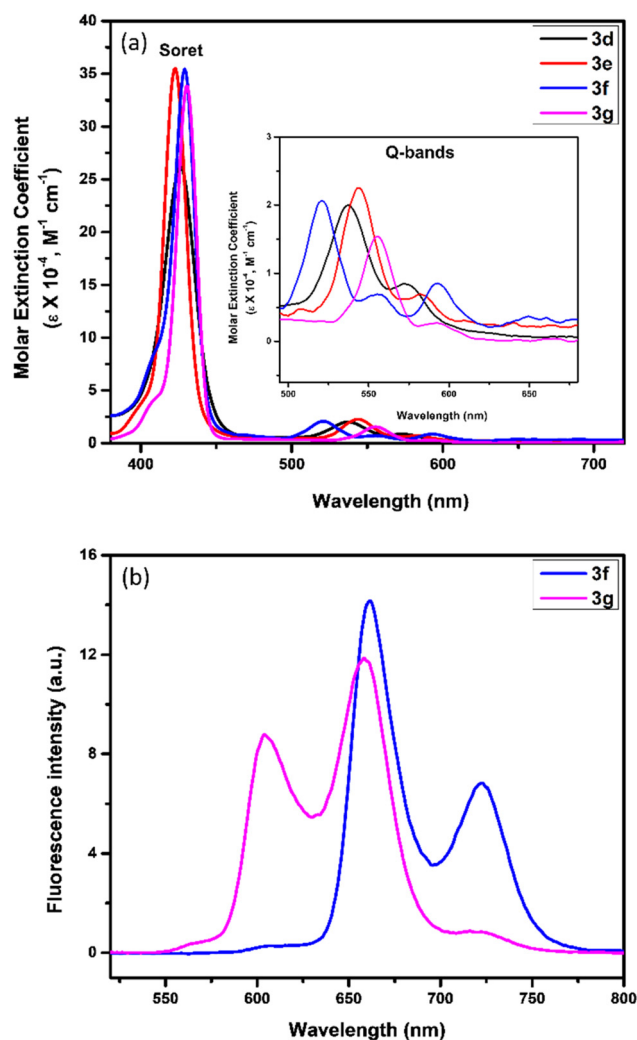 (a)
Soret
3d
3e
3f
3g
Molar Extinction Coefficient
(ε X 10⁻⁴, M⁻¹ cm⁻¹)
40
35
30
25
20
15
10
5
0
Q-bands
Molar Extinction Coefficient
(ε X 10⁻⁴, M⁻¹ cm⁻¹)
3
2
1
0
500 550 600 650
Wavelength (nm)
400 500 600 700
Wavelength (nm)
(b)
3f
3g
Fluorescence intensity (a.u.)
16
12
8
4
0
550 600 650 700 750 800
Wavelength (nm)